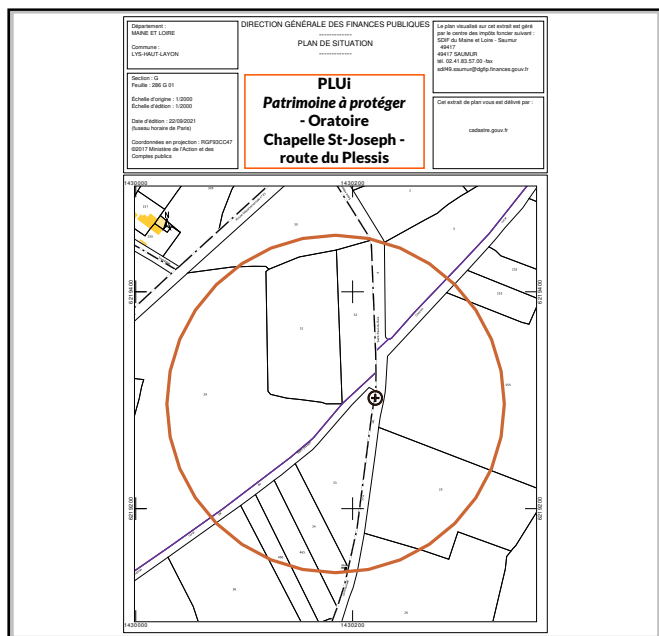 Département :
MAINE ET LOIRE
Commune :
LYS-HAUT-LAYON
Section : G
Feuille : 286 G 01
Échelle d'origine : 1/2000
Échelle d'édition : 1/2000
Date d'édition : 22/09/2021
(fuseau horaire de Paris)
Coordonnées en projection : RGF93CC47
©2017 Ministère de l'Action et des
Comptes publics
DIRECTION GÉNÉRALE DES FINANCES PUBLIQUES
-------------
PLAN DE SITUATION
-------------
PLUi
Patrimoine à protéger
- Oratoire
Chapelle St-Joseph -
route du Plessis
Le plan visualisé sur cet extrait est géré
par le centre des impôts foncier suivant :
SDIF du Maine et Loire - Saumur
49417
49417 SAUMUR
tél. 02.41.83.57.00 -fax
sdif49.saumur@dgfip.finances.gouv.fr
Cet extrait de plan vous est délivré par :
cadastre.gouv.fr
1430000
1430200
6219400
6219400
N
6219200
6219200
1430000
1430200